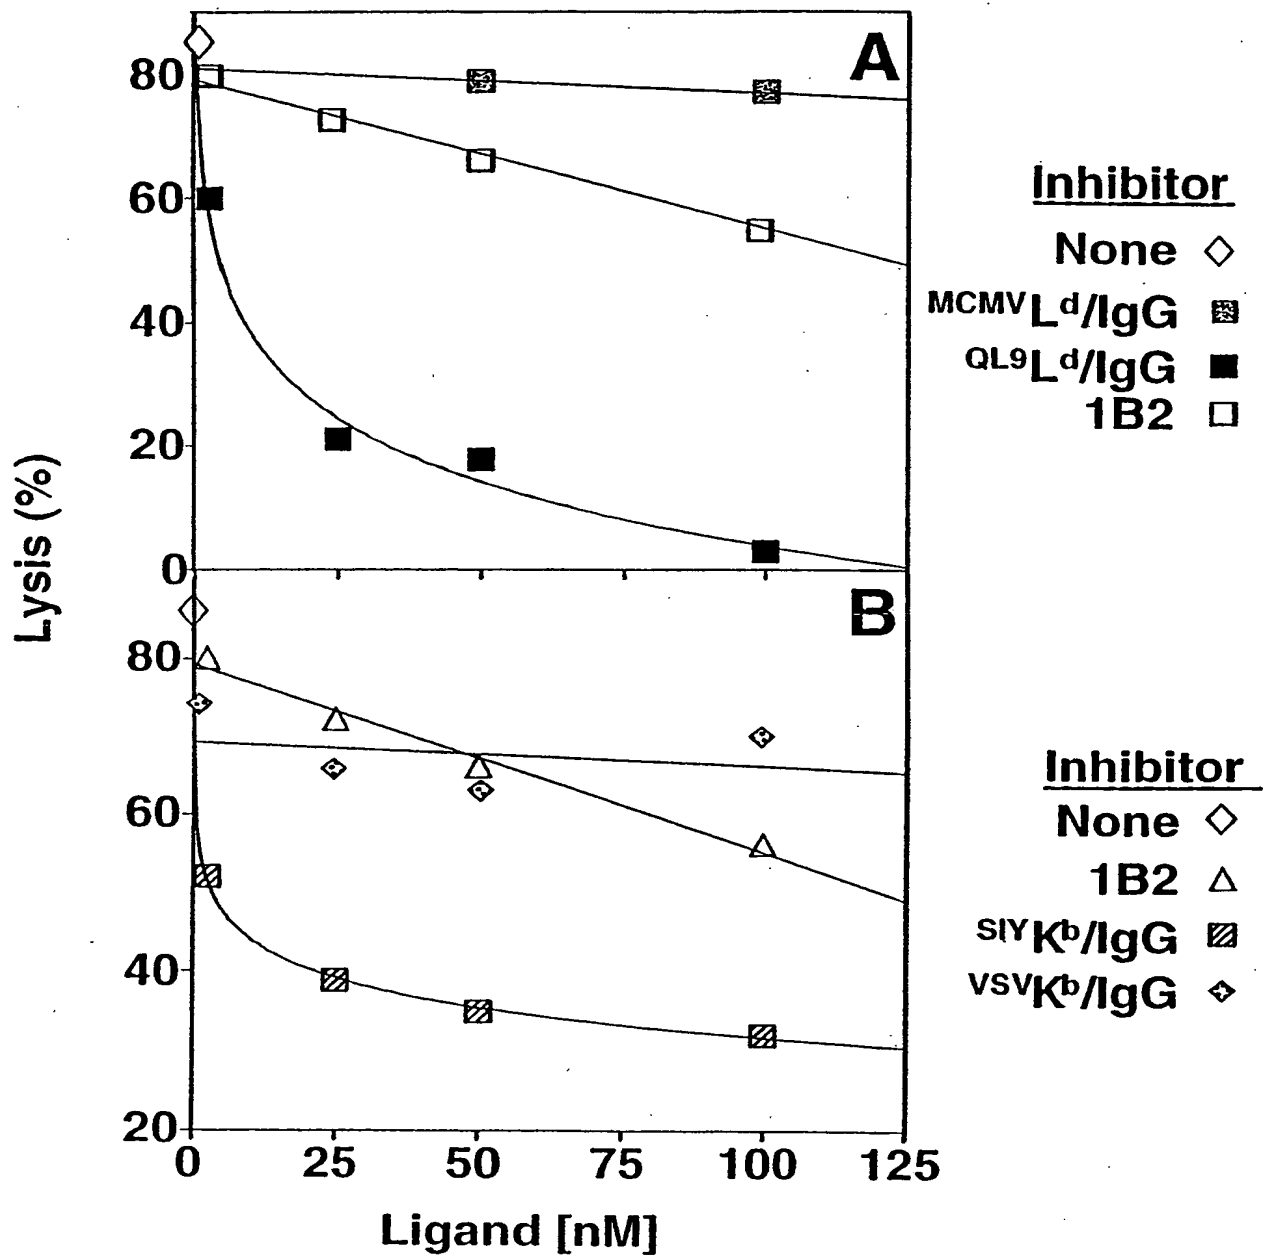 A
80
60
40
20
0
Inhibitor
None
MCMVLd/IgG
QL9Ld/IgG
1B2
Lysis (%)
B
80
60
40
20
0 25 50 75 100 125
Ligand [nM]
Inhibitor
None
1B2
SIYKb/IgG
VSVKb/IgG